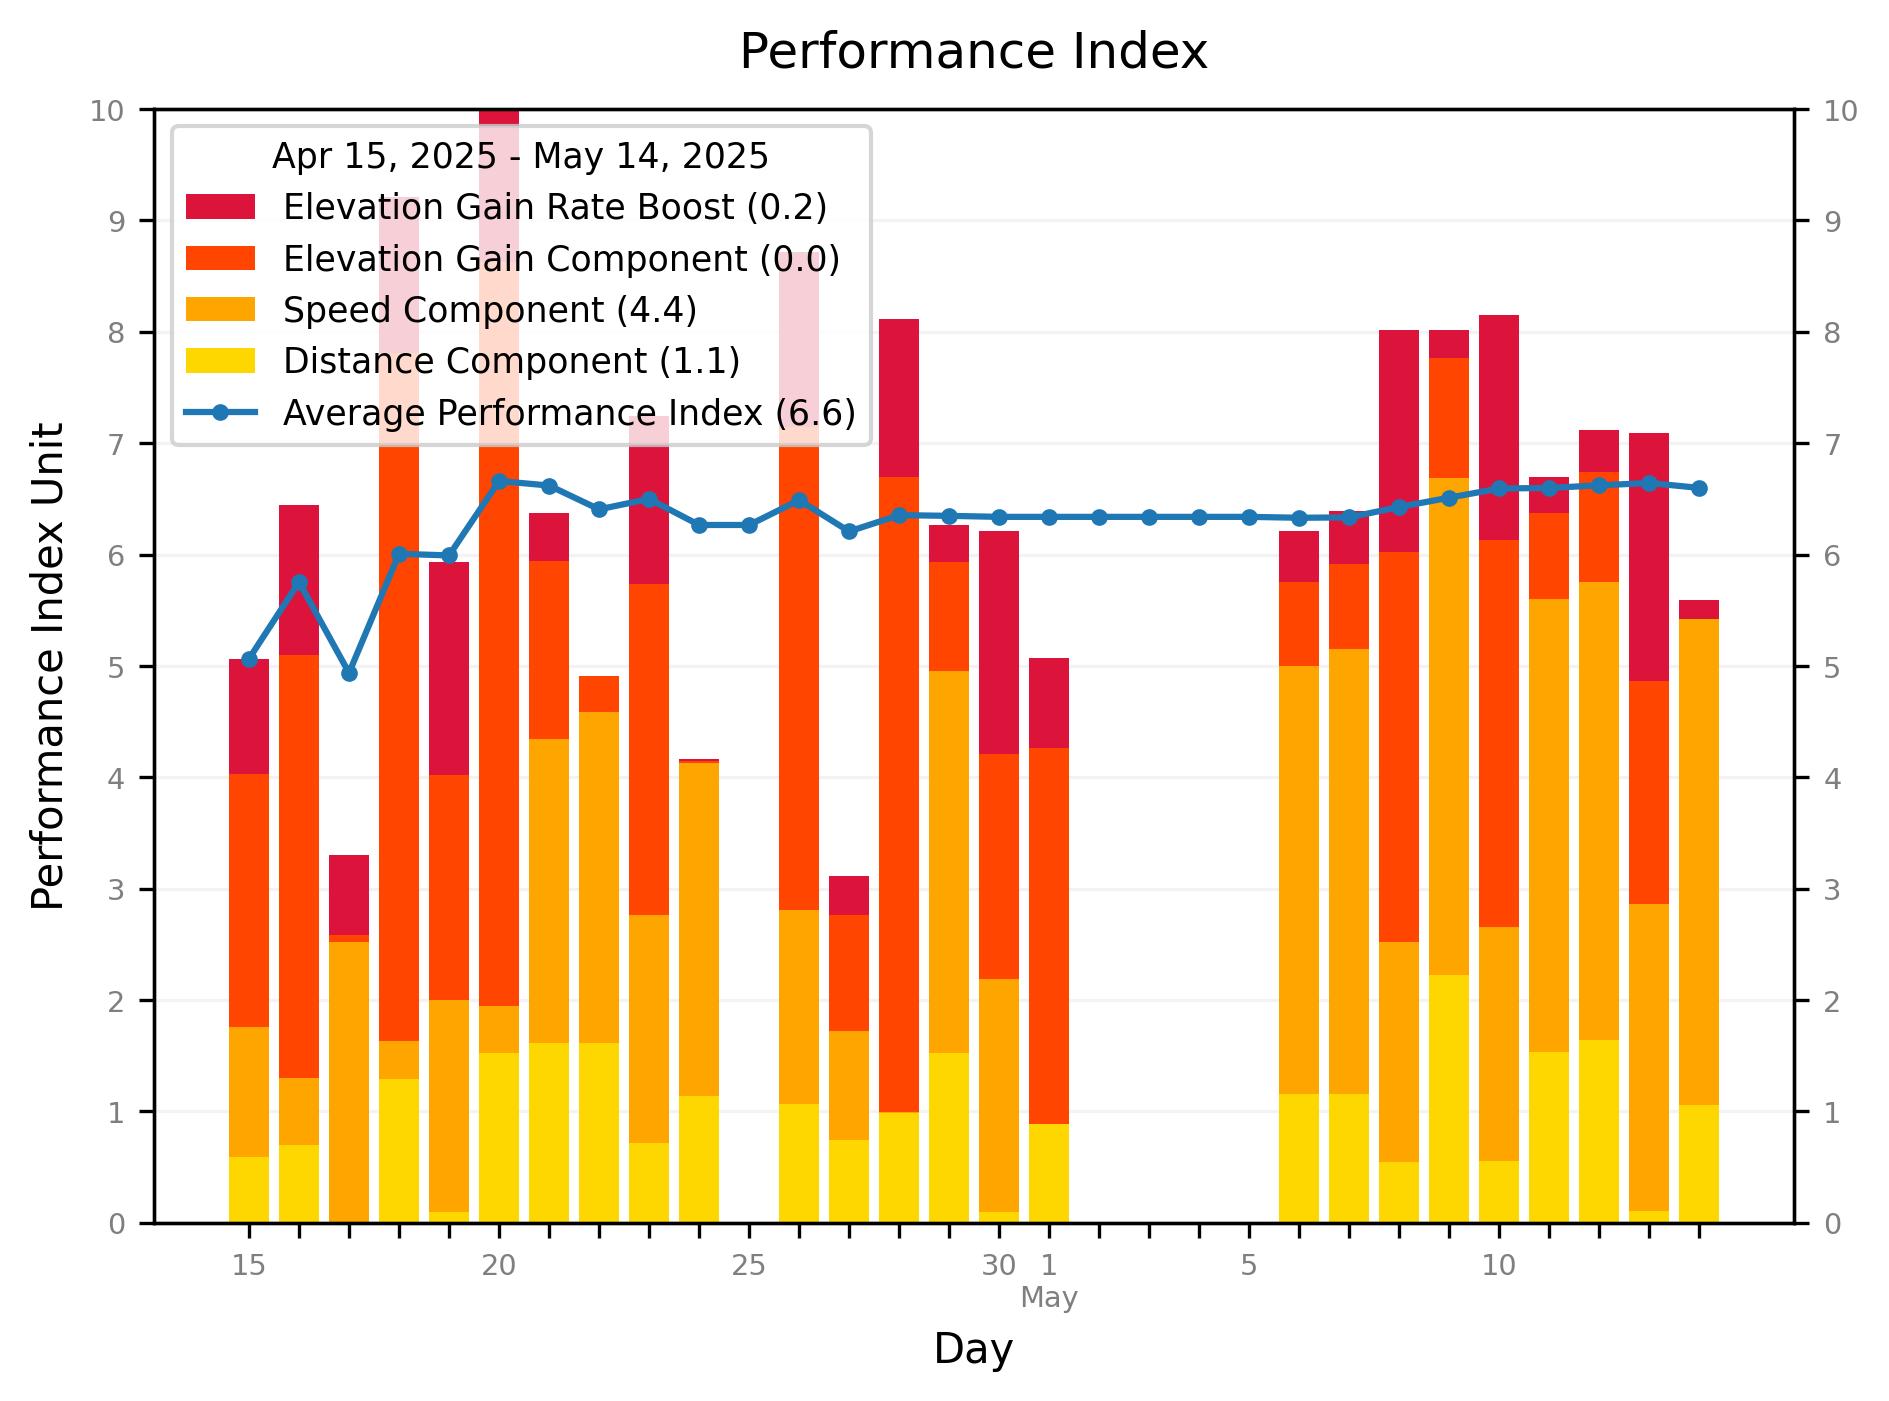 Performance Index
Apr 15, 2025 - May 14, 2025
Elevation Gain Rate Boost (0.2)
Elevation Gain Component (0.0)
Speed Component (4.4)
Distance Component (1.1)
Average Performance Index (6.6)
Performance Index Unit
10
9
8
7
6
5
4
3
2
1
0
10
9
8
7
6
5
4
3
2
1
0
15 20 25 30 1 5 10
May
Day